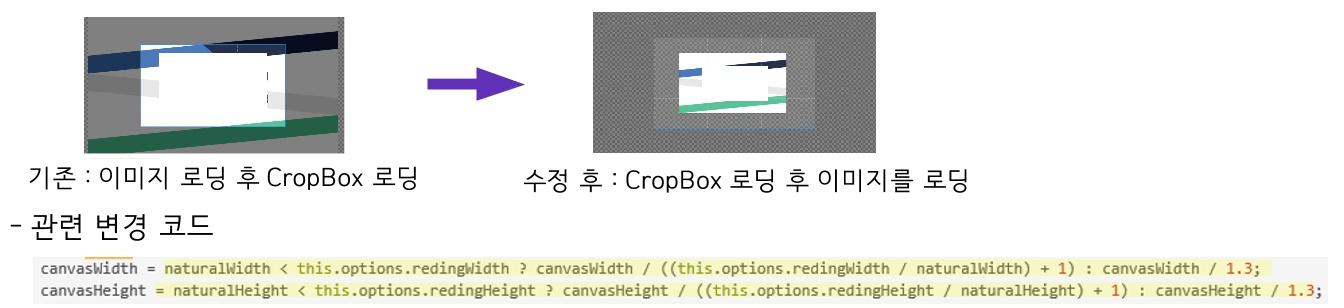 기존 : 이미지 로딩 후 CropBox 로딩
수정 후 : CropBox 로딩 후 이미지를 로딩
- 관련 변경 코드
canvasWidth = naturalWidth < this.options.redingWidth ? canvasWidth / ((this.options.redingWidth / naturalWidth) + 1) : canvasWidth / 1.3;
canvasHeight = naturalHeight < this.options.redingHeight ? canvasHeight / ((this.options.redingHeight / naturalHeight) + 1) : canvasHeight / 1.3;